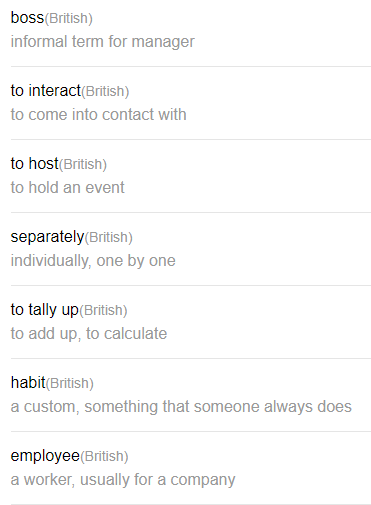 boss(British)
informal term for manager
to interact(British)
to come into contact with
to host(British)
to hold an event
separately(British)
individually, one by one
to tally up(British)
to add up, to calculate
habit(British)
a custom, something that someone always does
employee(British)
a worker, usually for a company